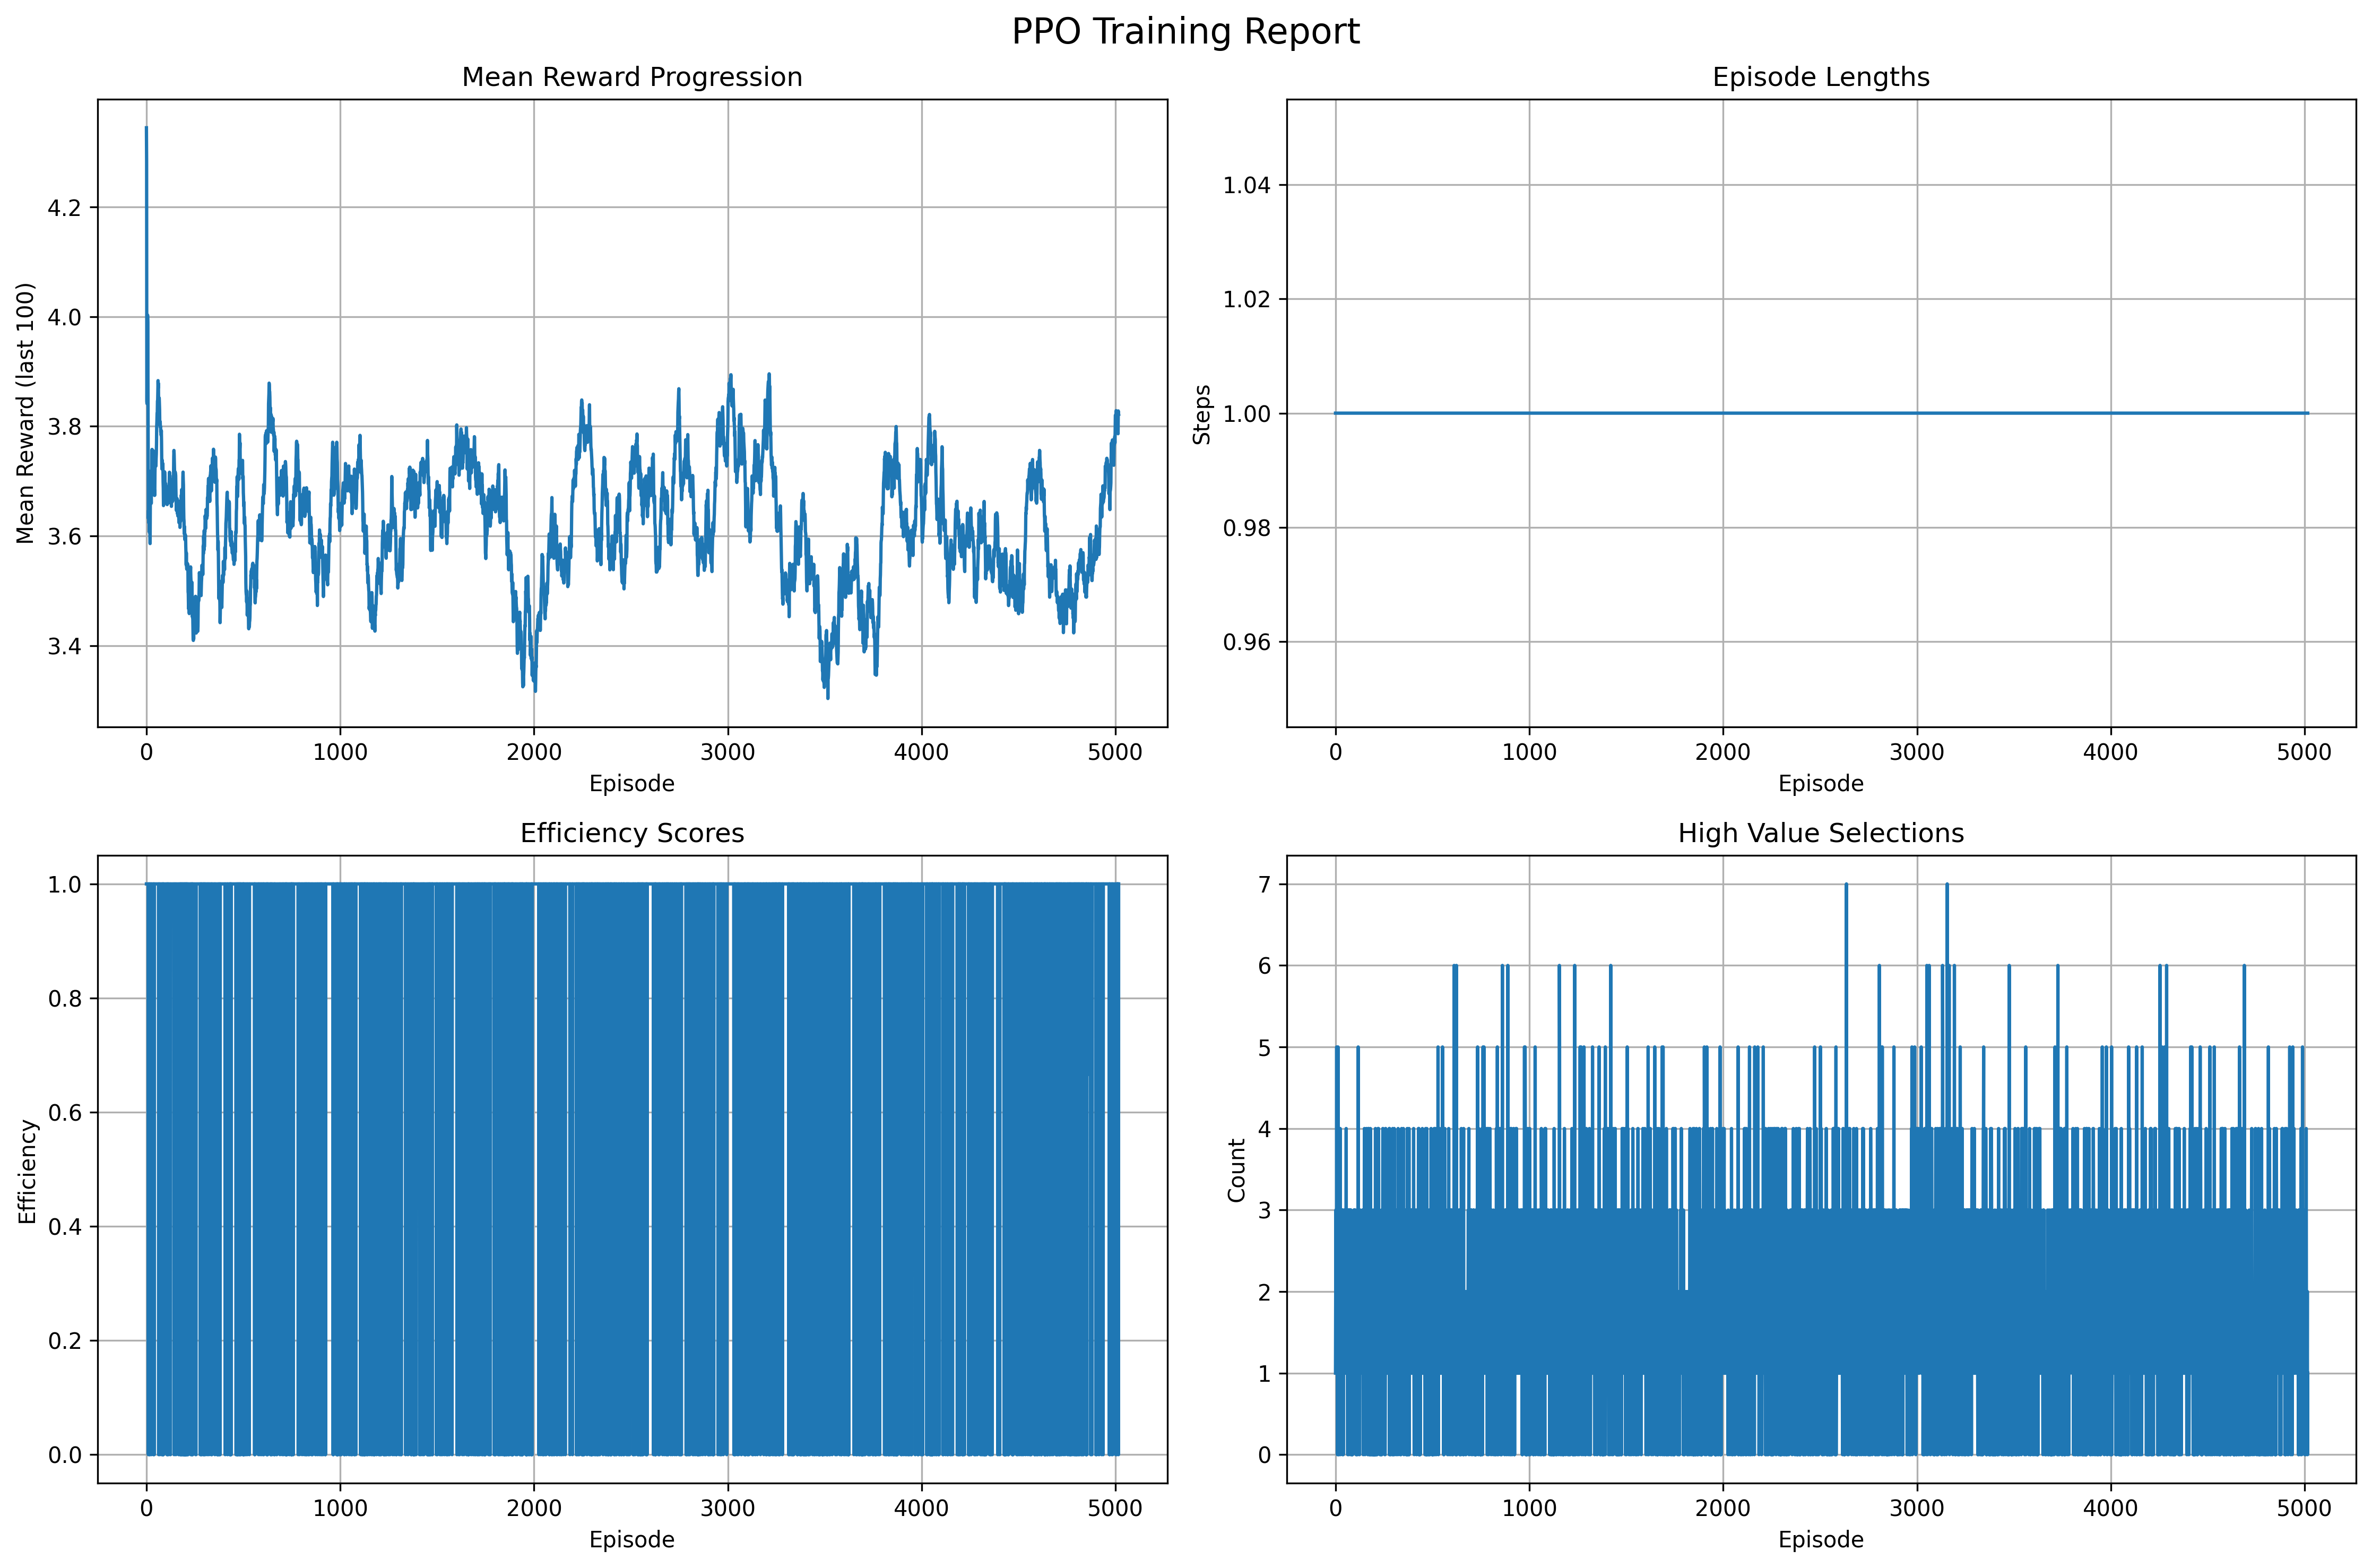 PPO Training Report
Mean Reward Progression
Mean Reward (last 100)
4.2
4.0
3.8
3.6
3.4
0 1000 2000 3000 4000 5000
Episode
Episode Lengths
Steps
1.04
1.02
1.00
0.98
0.96
0 1000 2000 3000 4000 5000
Episode
Efficiency Scores
Efficiency
1.0
0.8
0.6
0.4
0.2
0.0
0 1000 2000 3000 4000 5000
Episode
High Value Selections
Count
7
6
5
4
3
2
1
0
0 1000 2000 3000 4000 5000
Episode